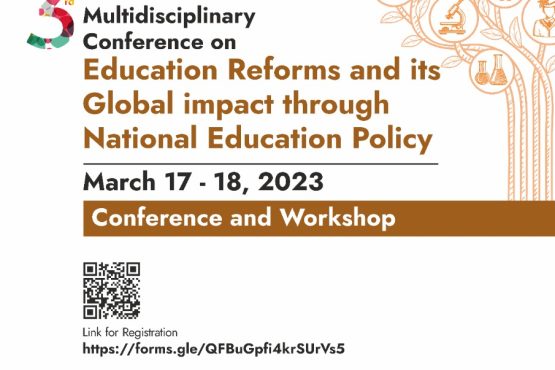 3rd
Multidisciplinary
Conference on
Education Reforms and its
Global impact through
National Education Policy
March 17 - 18, 2023
Conference and Workshop
Link for Registration
https://forms.gle/QFBuGpfi4krSUrVs5